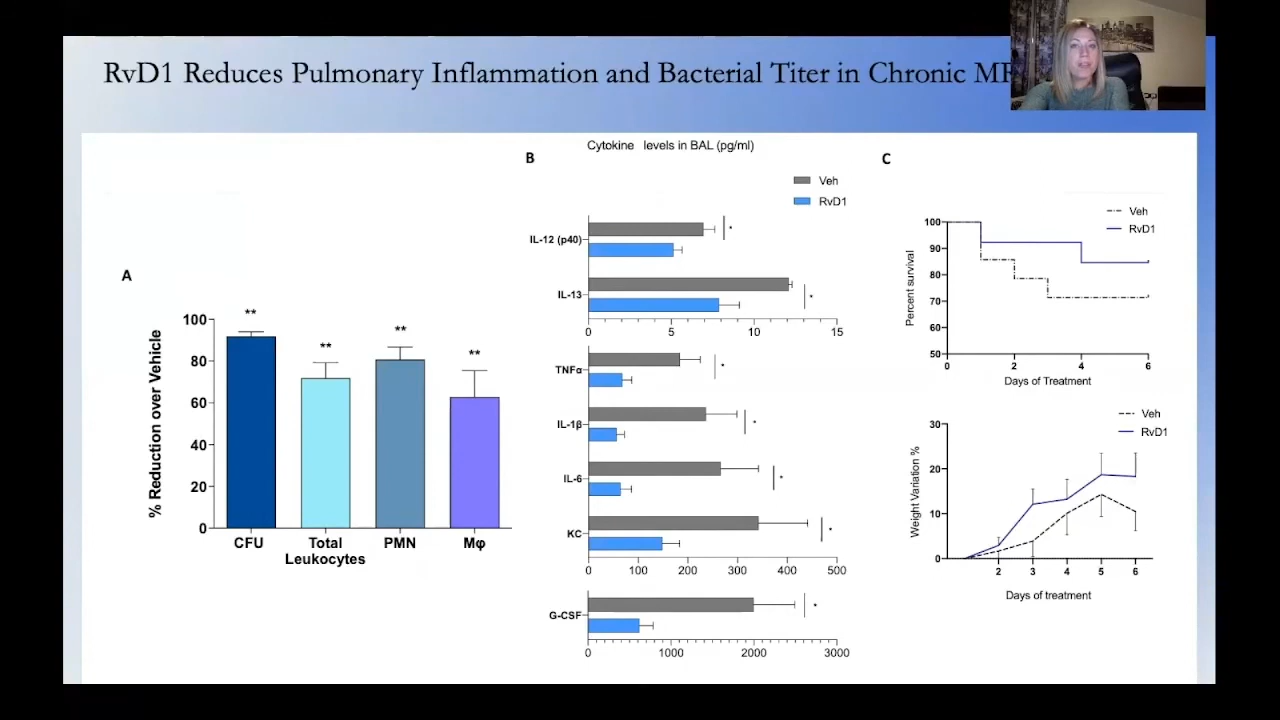 RvD1 Reduces Pulmonary Inflammation and Bacterial Titer in Chronic
A
% Reduction over Vehicle
100
80
60
40
20
0
**
**
**
**
CFU
Total
Leukocytes
PMN
Mφ
B
Cytokine levels in BAL (pg/ml)
Veh
RvD1
IL-12 (p40)
*
IL-13
*
0 5 10 15
TNFα
*
IL-1β
*
IL-6
*
KC
*
0 100 200 300 400 500
G-CSF
*
0 1000 2000 3000
C
Veh
RvD1
Percent survival
100
90
80
70
60
50
0 2 4 6
Days of Treatment
Veh
RvD1
Weight Variation %
30
20
10
0
2 3 4 5 6
Days of treatment